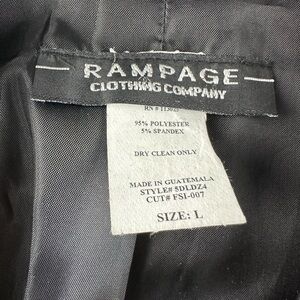 RAMPAGE
CLOTHING COMPANY
RN #
95% POLYESTER
5% SPANDEX
DRY CLEAN ONLY
MADE IN GUATEMALA
STYLE# 5DLDZ4
CUT# FSI-007
SIZE: L